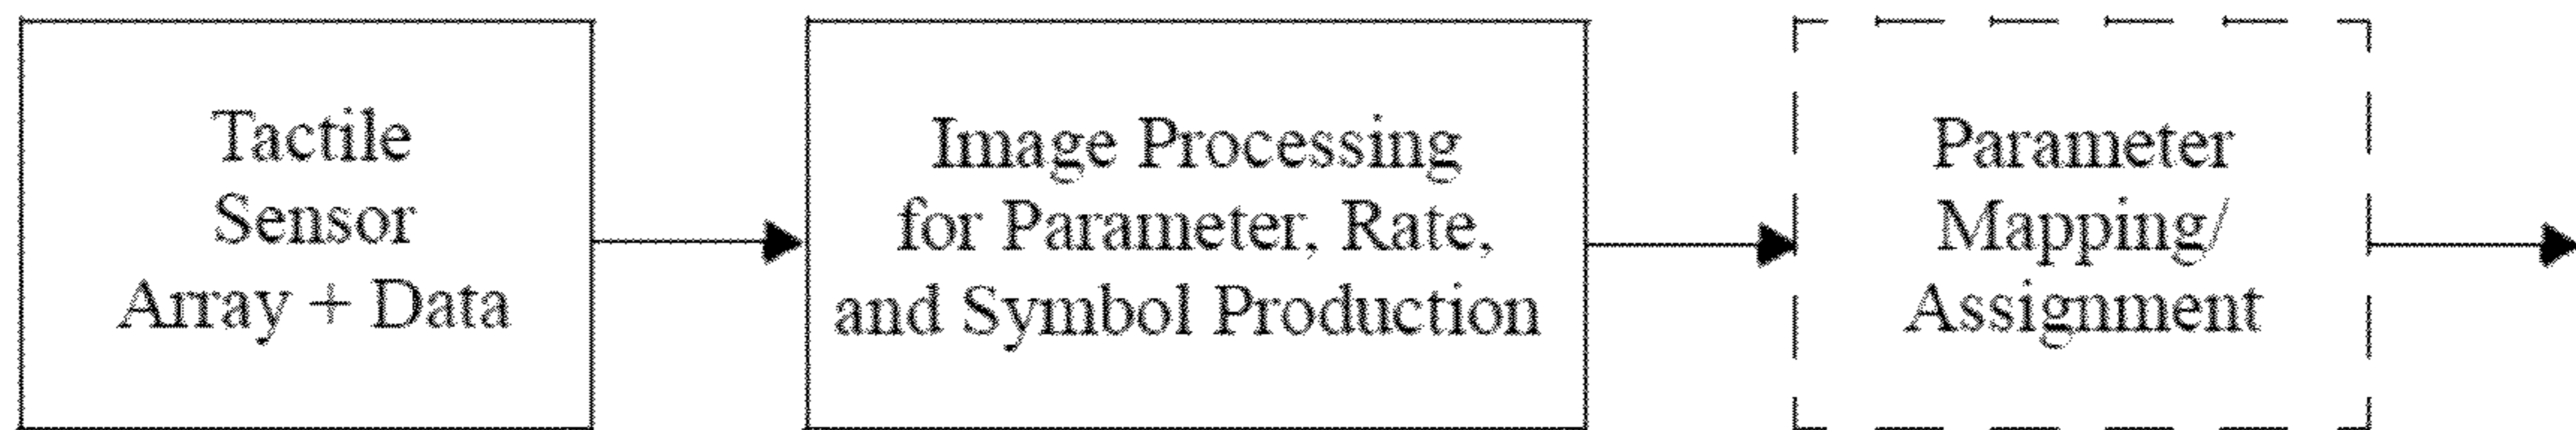 Tactile
Sensor
Array + Data
Image Processing
for Parameter, Rate,
and Symbol Production
Parameter
Mapping/
Assignment